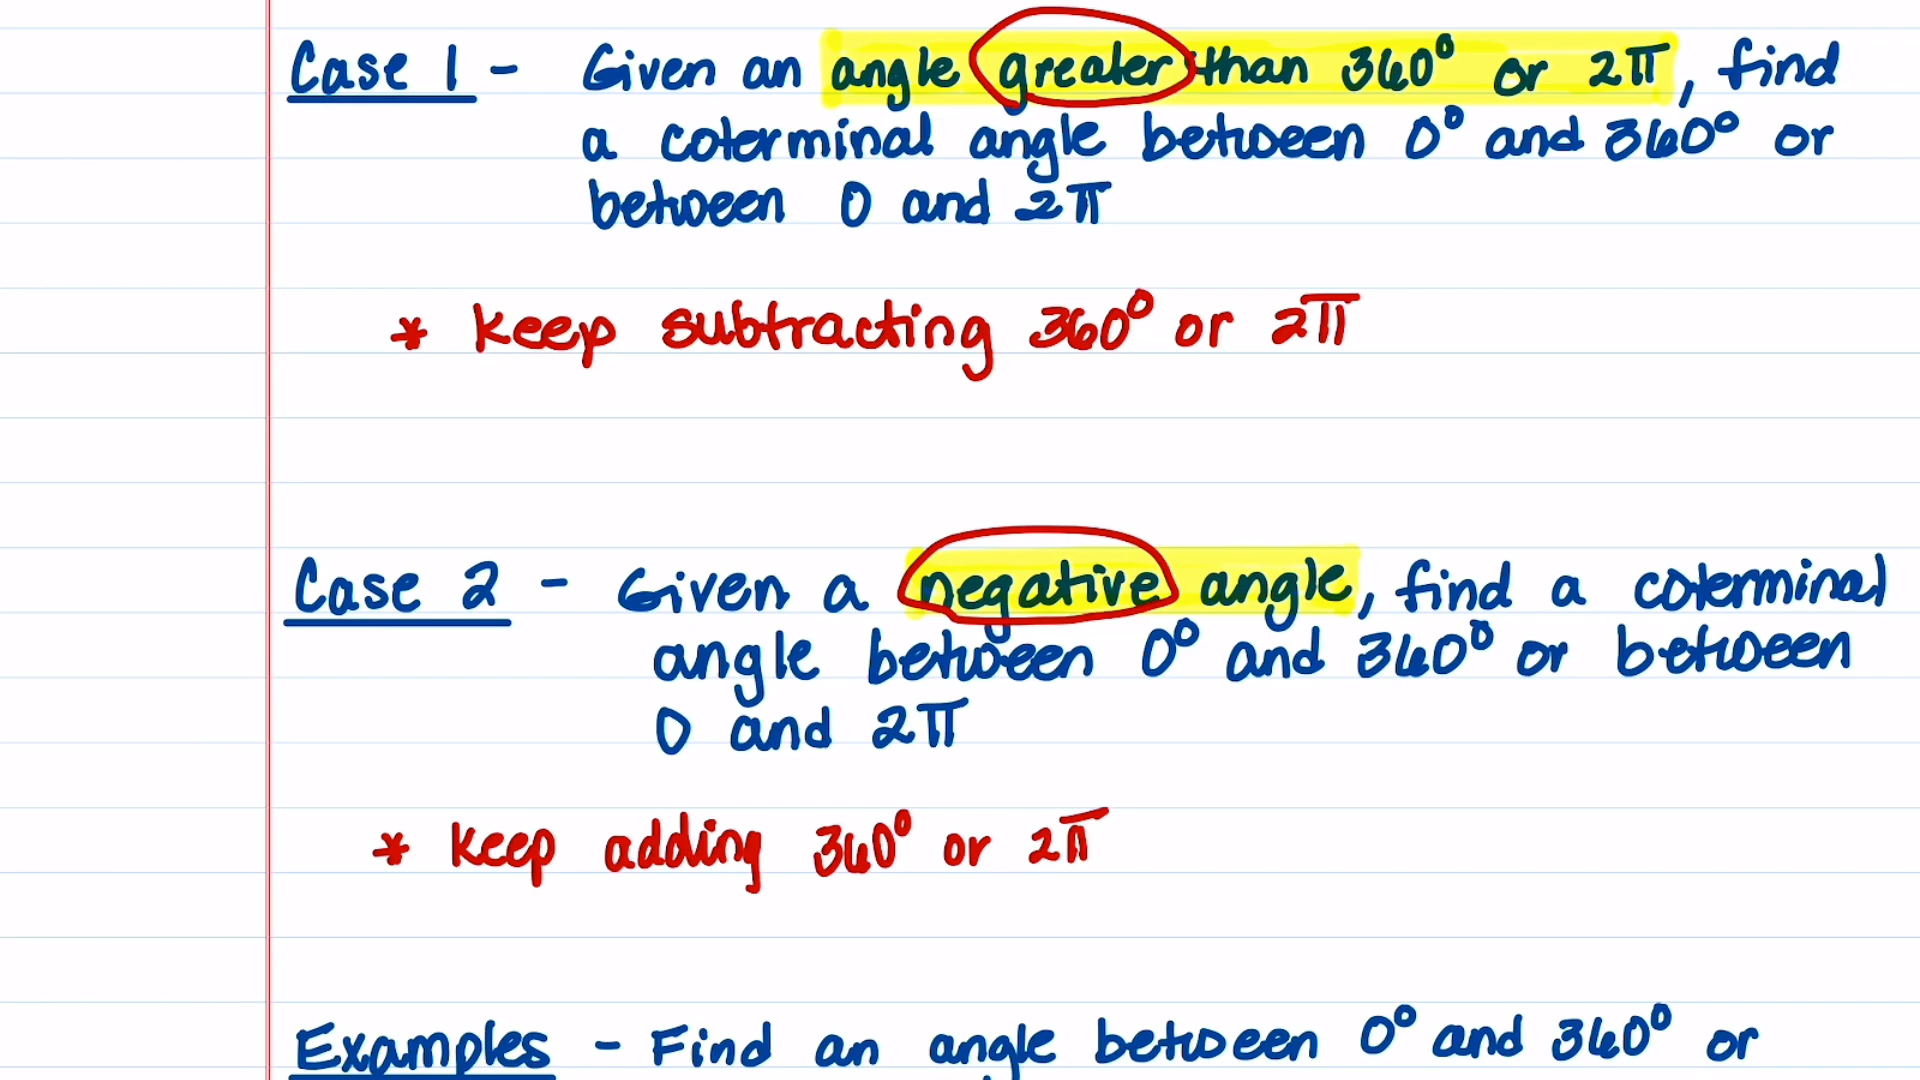 Case 1 - Given an angle greater than 360° or 2π, find
a coterminal angle between 0° and 360° or
between 0 and 2π
* Keep subtracting 360° or 2π
Case 2 - Given a negative angle, find a coterminal
angle between 0° and 360° or between
0 and 2π
* Keep adding 360° or 2π
Examples - Find an angle between 0° and 360° or